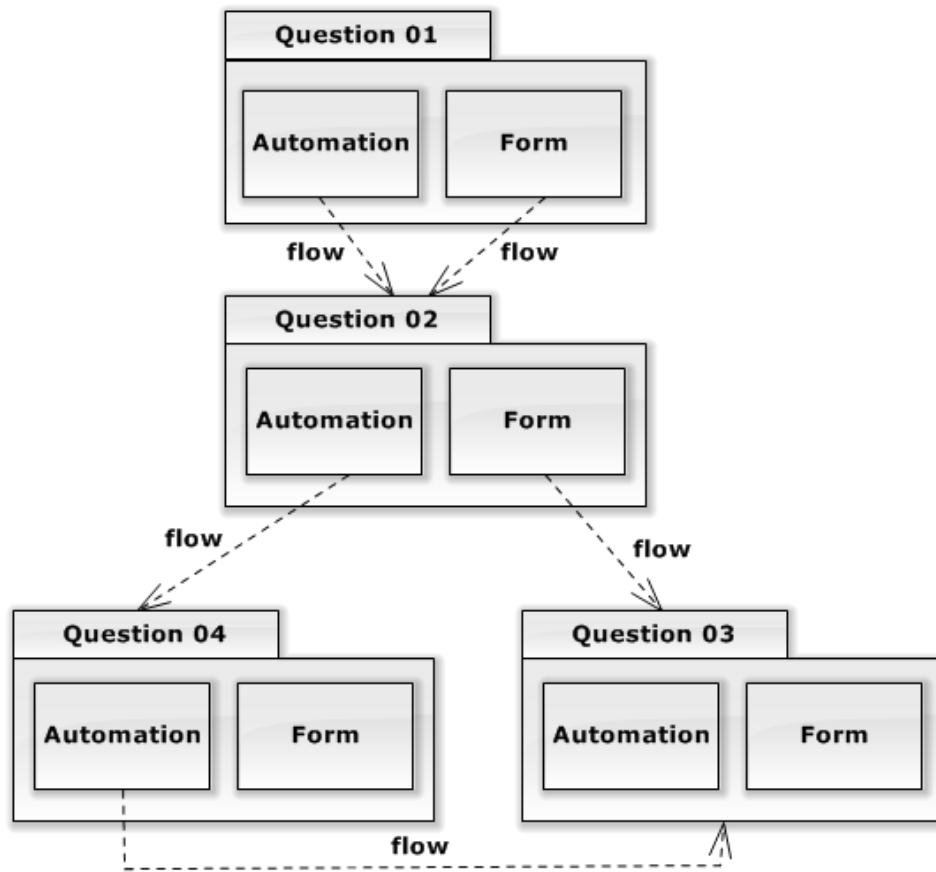 Question 01
Automation Form
flow flow
Question 02
Automation Form
flow
flow
Question 04 Question 03
Automation Form Automation Form
flow